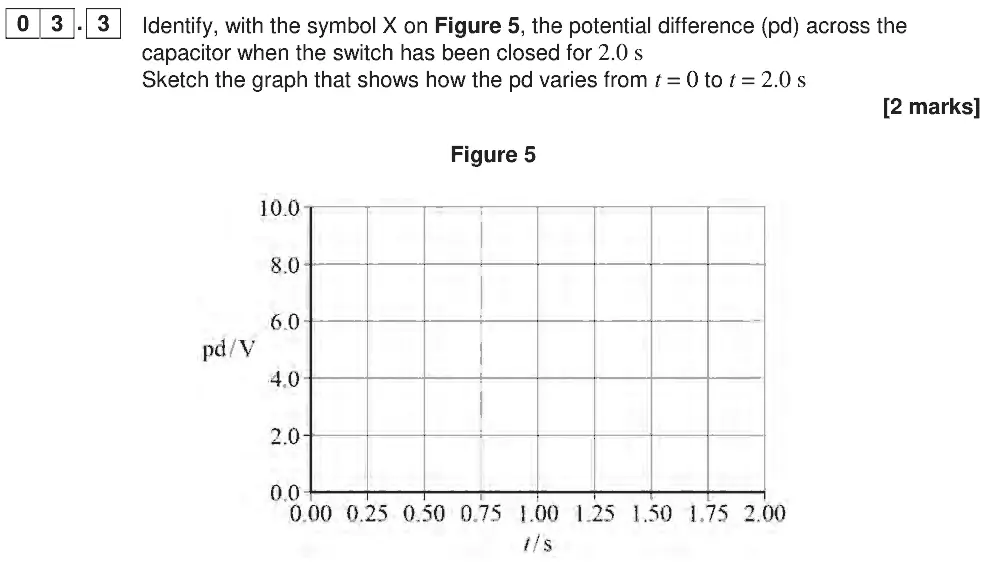 0 3 . 3 Identify, with the symbol X on Figure 5, the potential difference (pd) across the
capacitor when the switch has been closed for 2.0 s
Sketch the graph that shows how the pd varies from t = 0 to t = 2.0 s
[2 marks]
Figure 5
10.0
8.0
6.0
pd/V
4.0
2.0
0.0
0.00 0.25 0.50 0.75 1.00 1.25 1.50 1.75 2.00
t/s